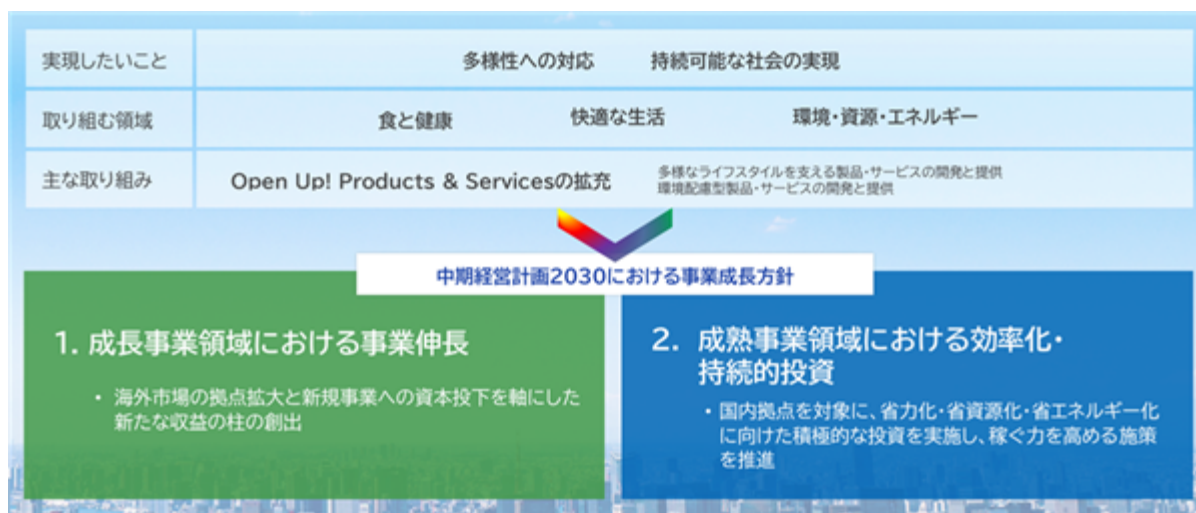 実現したいこと
多様性への対応 持続可能な社会の実現
取り組む領域
食と健康 快適な生活 環境・資源・エネルギー
主な取り組み
Open Up! Products & Servicesの拡充
多様なライフスタイルを支える製品・サービスの開発と提供
環境配慮型製品・サービスの開発と提供
中期経営計画2030における事業成長方針
1. 成長事業領域における事業伸長
・ 海外市場の拠点拡大と新規事業への資本投下を軸にした
新たな収益の柱の創出
2. 成熟事業領域における効率化・
持続的投資
・ 国内拠点を対象に、省力化・省資源化・省エネルギー化
に向けた積極的な投資を実施し、稼ぐ力を高める施策
を推進